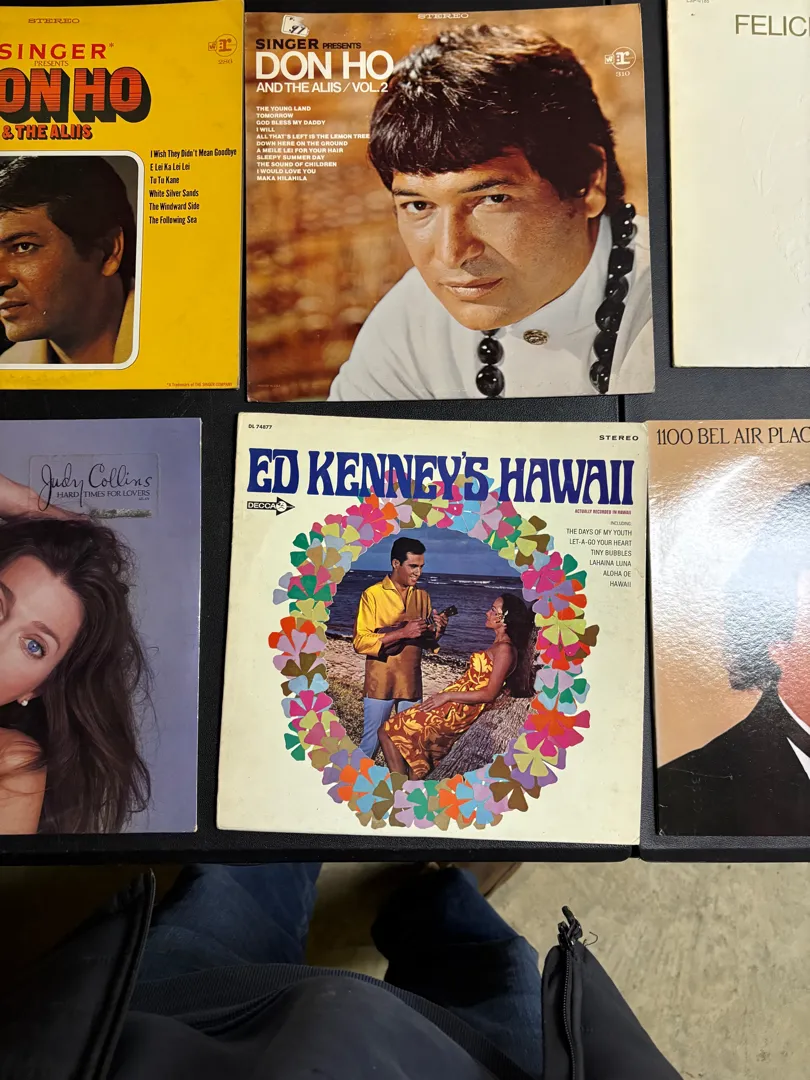 STEREO
SINGER*
PRESENTS
ON HO
& THE ALIIS
I Wish They Didn't Mean Goodbye
E Lei Ka Lei Lei
Tu Tu Kane
White Silver Sands
The Windward Side
The Following Sea
STEREO
SINGER PRESENTS
DON HO
AND THE ALIIS / VOL.2
THE YOUNG LAND
TOMORROW
GOD BLESS MY DADDY
I WILL
ALL THAT'S LEFT IS THE LEMON TREE
DOWN HERE ON THE GROUND
A MEILE LEI FOR YOUR HAIR
SLEEPY SUMMER DAY
THE SOUND OF CHILDREN
I WOULD LOVE YOU
MAKA HILAHILA
FELIC
Judy Collins
HARD TIMES FOR LOVERS
DL 74877
STEREO
ED KENNEY'S HAWAII
DECCA
ACTUALLY RECORDED IN HAWAII
INCLUDING
THE DAYS OF MY YOUTH
LET-A-GO YOUR HEART
TINY BUBBLES
LAHAINA LUNA
ALOHA OE
HAWAII
1100 BEL AIR PLAC